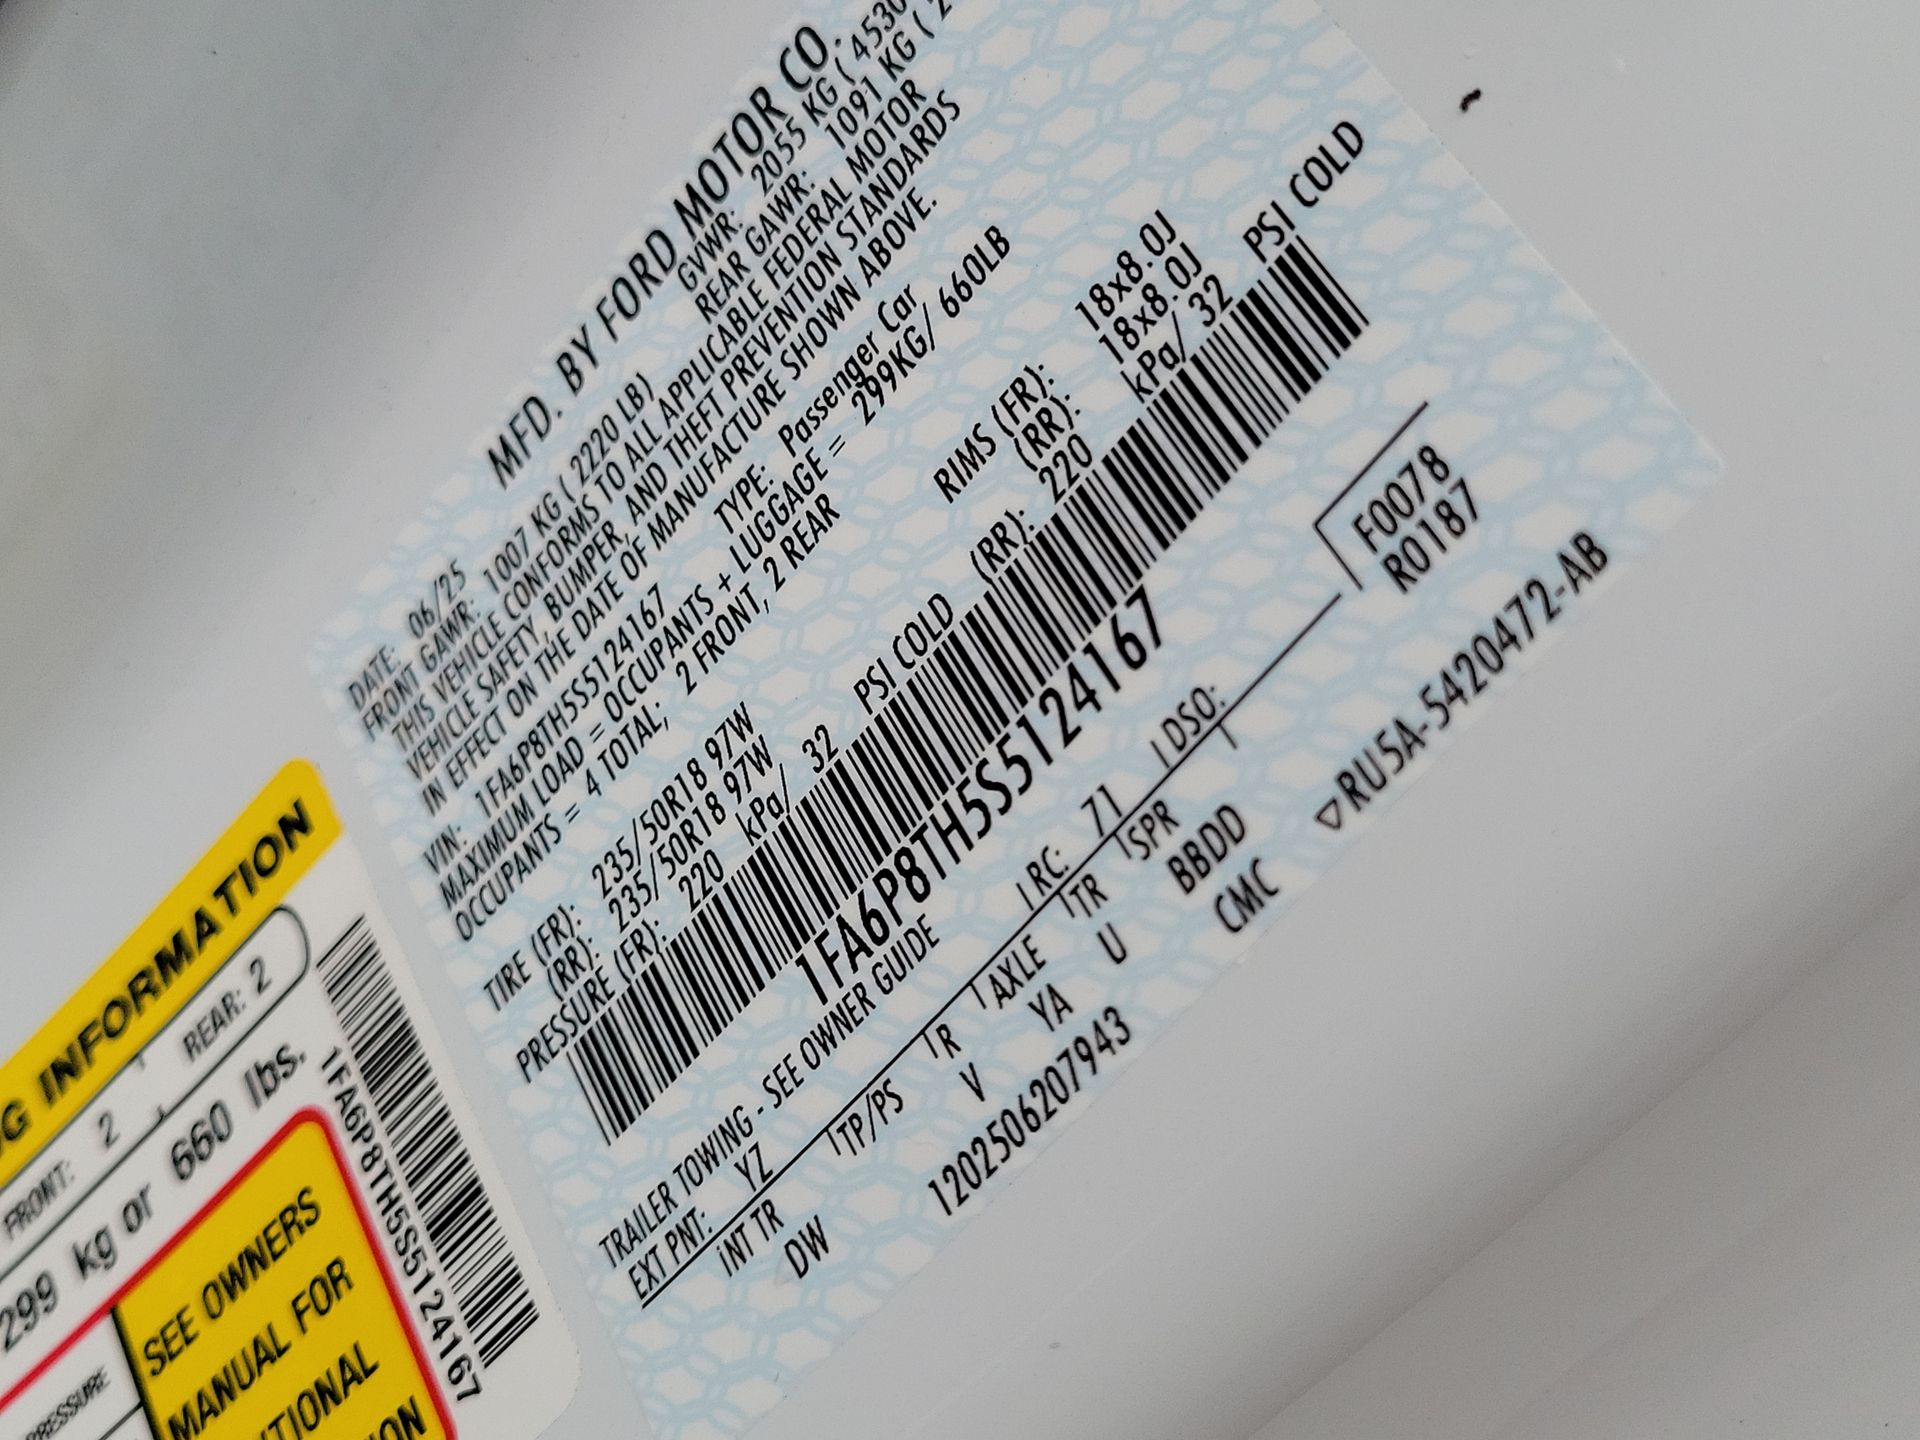 MFD. BY FORD MOTOR CO.
DATE: 06/25 GVWR: 2055 KG ( 4530
FRONT GAWR: 1007 KG ( 2220 LB) REAR GAWR: 1091 KG ( 2
THIS VEHICLE CONFORMS TO ALL APPLICABLE FEDERAL MOTOR
VEHICLE SAFETY, BUMPER, AND THEFT PREVENTION STANDARDS
IN EFFECT ON THE DATE OF MANUFACTURE SHOWN ABOVE.
VIN: 1FA6P8TH5S5124167 TYPE: Passenger Car
MAXIMUM LOAD = OCCUPANTS + LUGGAGE = 299KG/ 660LB
OCCUPANTS = 4 TOTAL; 2 FRONT, 2 REAR
TIRE (FR): 235/50R18 97W RIMS (FR): 18x8.0J
(RR): 235/50R18 97W (RR): 18x8.0J
PRESSURE (FR): 220 kPa/ 32 PSI COLD (RR): 220 kPa/ 32 PSI COLD
1FA6P8TH5S5124167
TRAILER TOWING - SEE OWNER GUIDE
EXT PNT: YZ RC: 71 DSO:
F0078
R0187
INT TR TP/PS R AXLE TR SPR
DW V YA U BBDD
1202506207943 CMC
▽RU5A-5420472-AB
G INFORMATION
FRONT: 2 REAR: 2
299 kg or 660 lbs.
PRESSURE
SEE OWNERS
MANUAL FOR
ITIONAL
ION
1FA6P8TH5S5124167